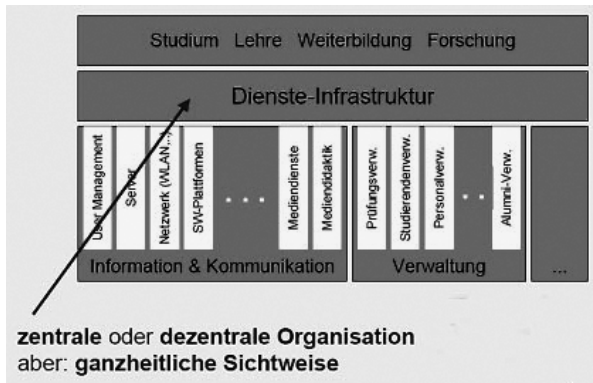 Studium Lehre Weiterbildung Forschung
Dienste-Infrastruktur
User Management
Server
Netzwerk (WLAN,..)
SW-Plattformen
. . .
Mediendienste
Mediendidaktik
Prüfungsverw.
Studierendenverw.
Personalverw.
. .
Alumni-Verw.
Information & Kommunikation
Verwaltung
...
zentrale oder dezentrale Organisation
aber: ganzheitliche Sichtweise